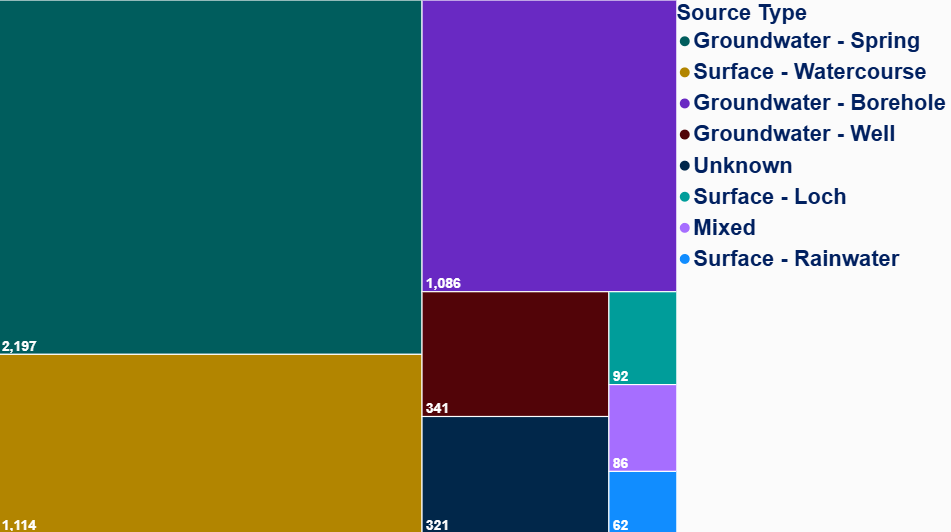 Source Type
Groundwater - Spring
Surface - Watercourse
Groundwater - Borehole
Groundwater - Well
Unknown
Surface - Loch
Mixed
Surface - Rainwater
2,197
1,114
1,086
341
321
92
86
62